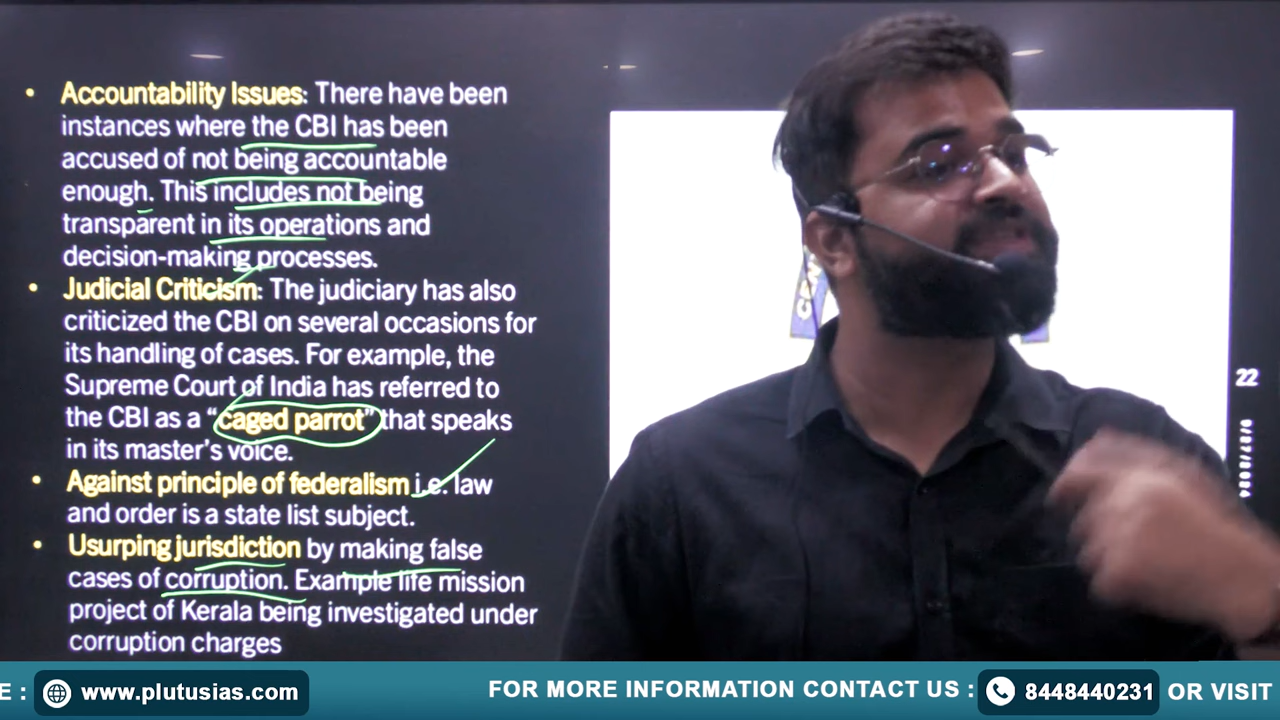 • Accountability Issues: There have been
instances where the CBI has been
accused of not being accountable
enough. This includes not being
transparent in its operations and
decision-making processes.
• Judicial Criticism: The judiciary has also
criticized the CBI on several occasions for
its handling of cases. For example, the
Supreme Court of India has referred to
the CBI as a “caged parrot” that speaks
in its master’s voice.
• Against principle of federalism i.e. law
and order is a state list subject.
• Usurping jurisdiction by making false
cases of corruption. Example life mission
project of Kerala being investigated under
corruption charges
22
E : www.plutusias.com FOR MORE INFORMATION CONTACT US : 8448440231 OR VISIT